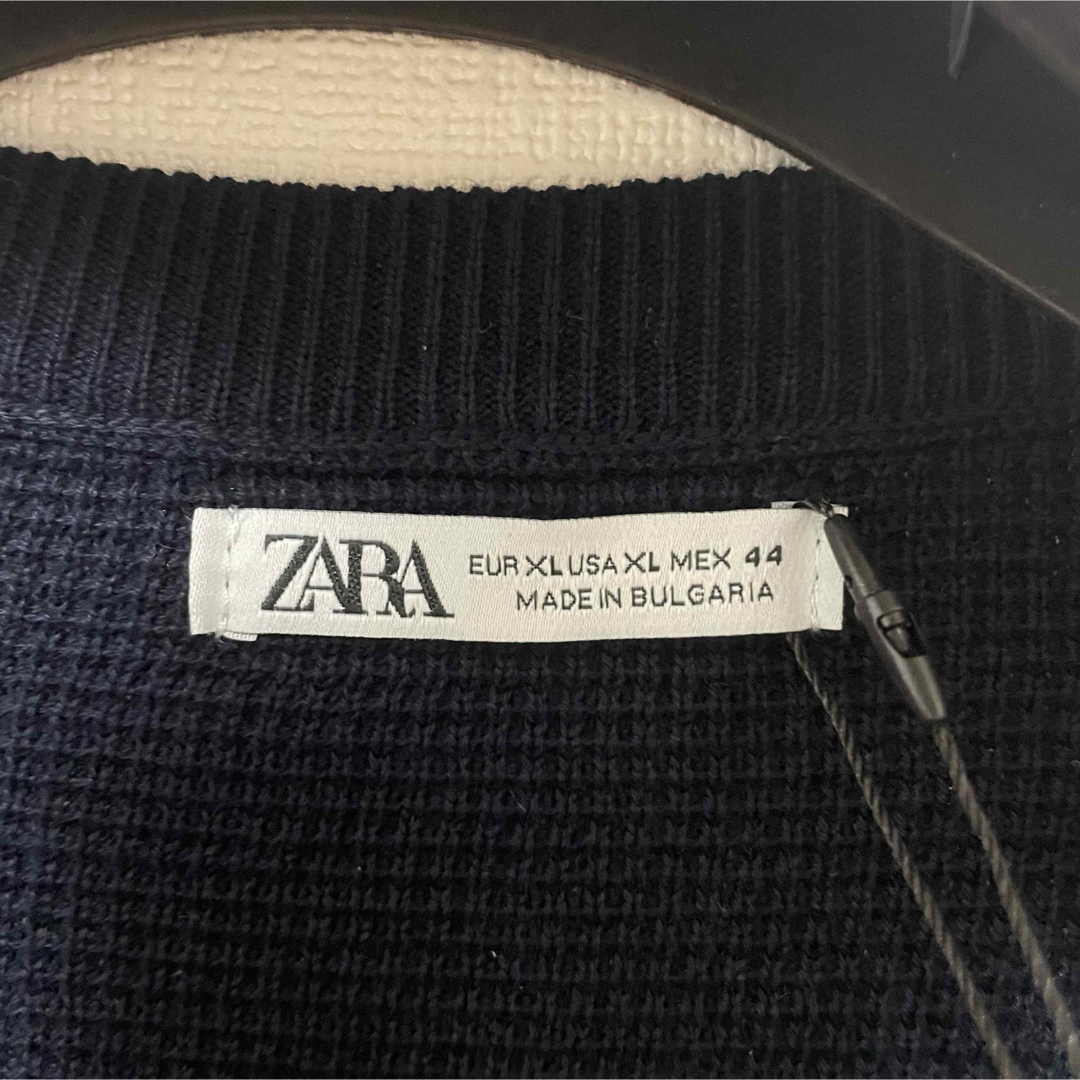 ZARA
EUR XL USA XL MEX 44
MADE IN BULGARIA